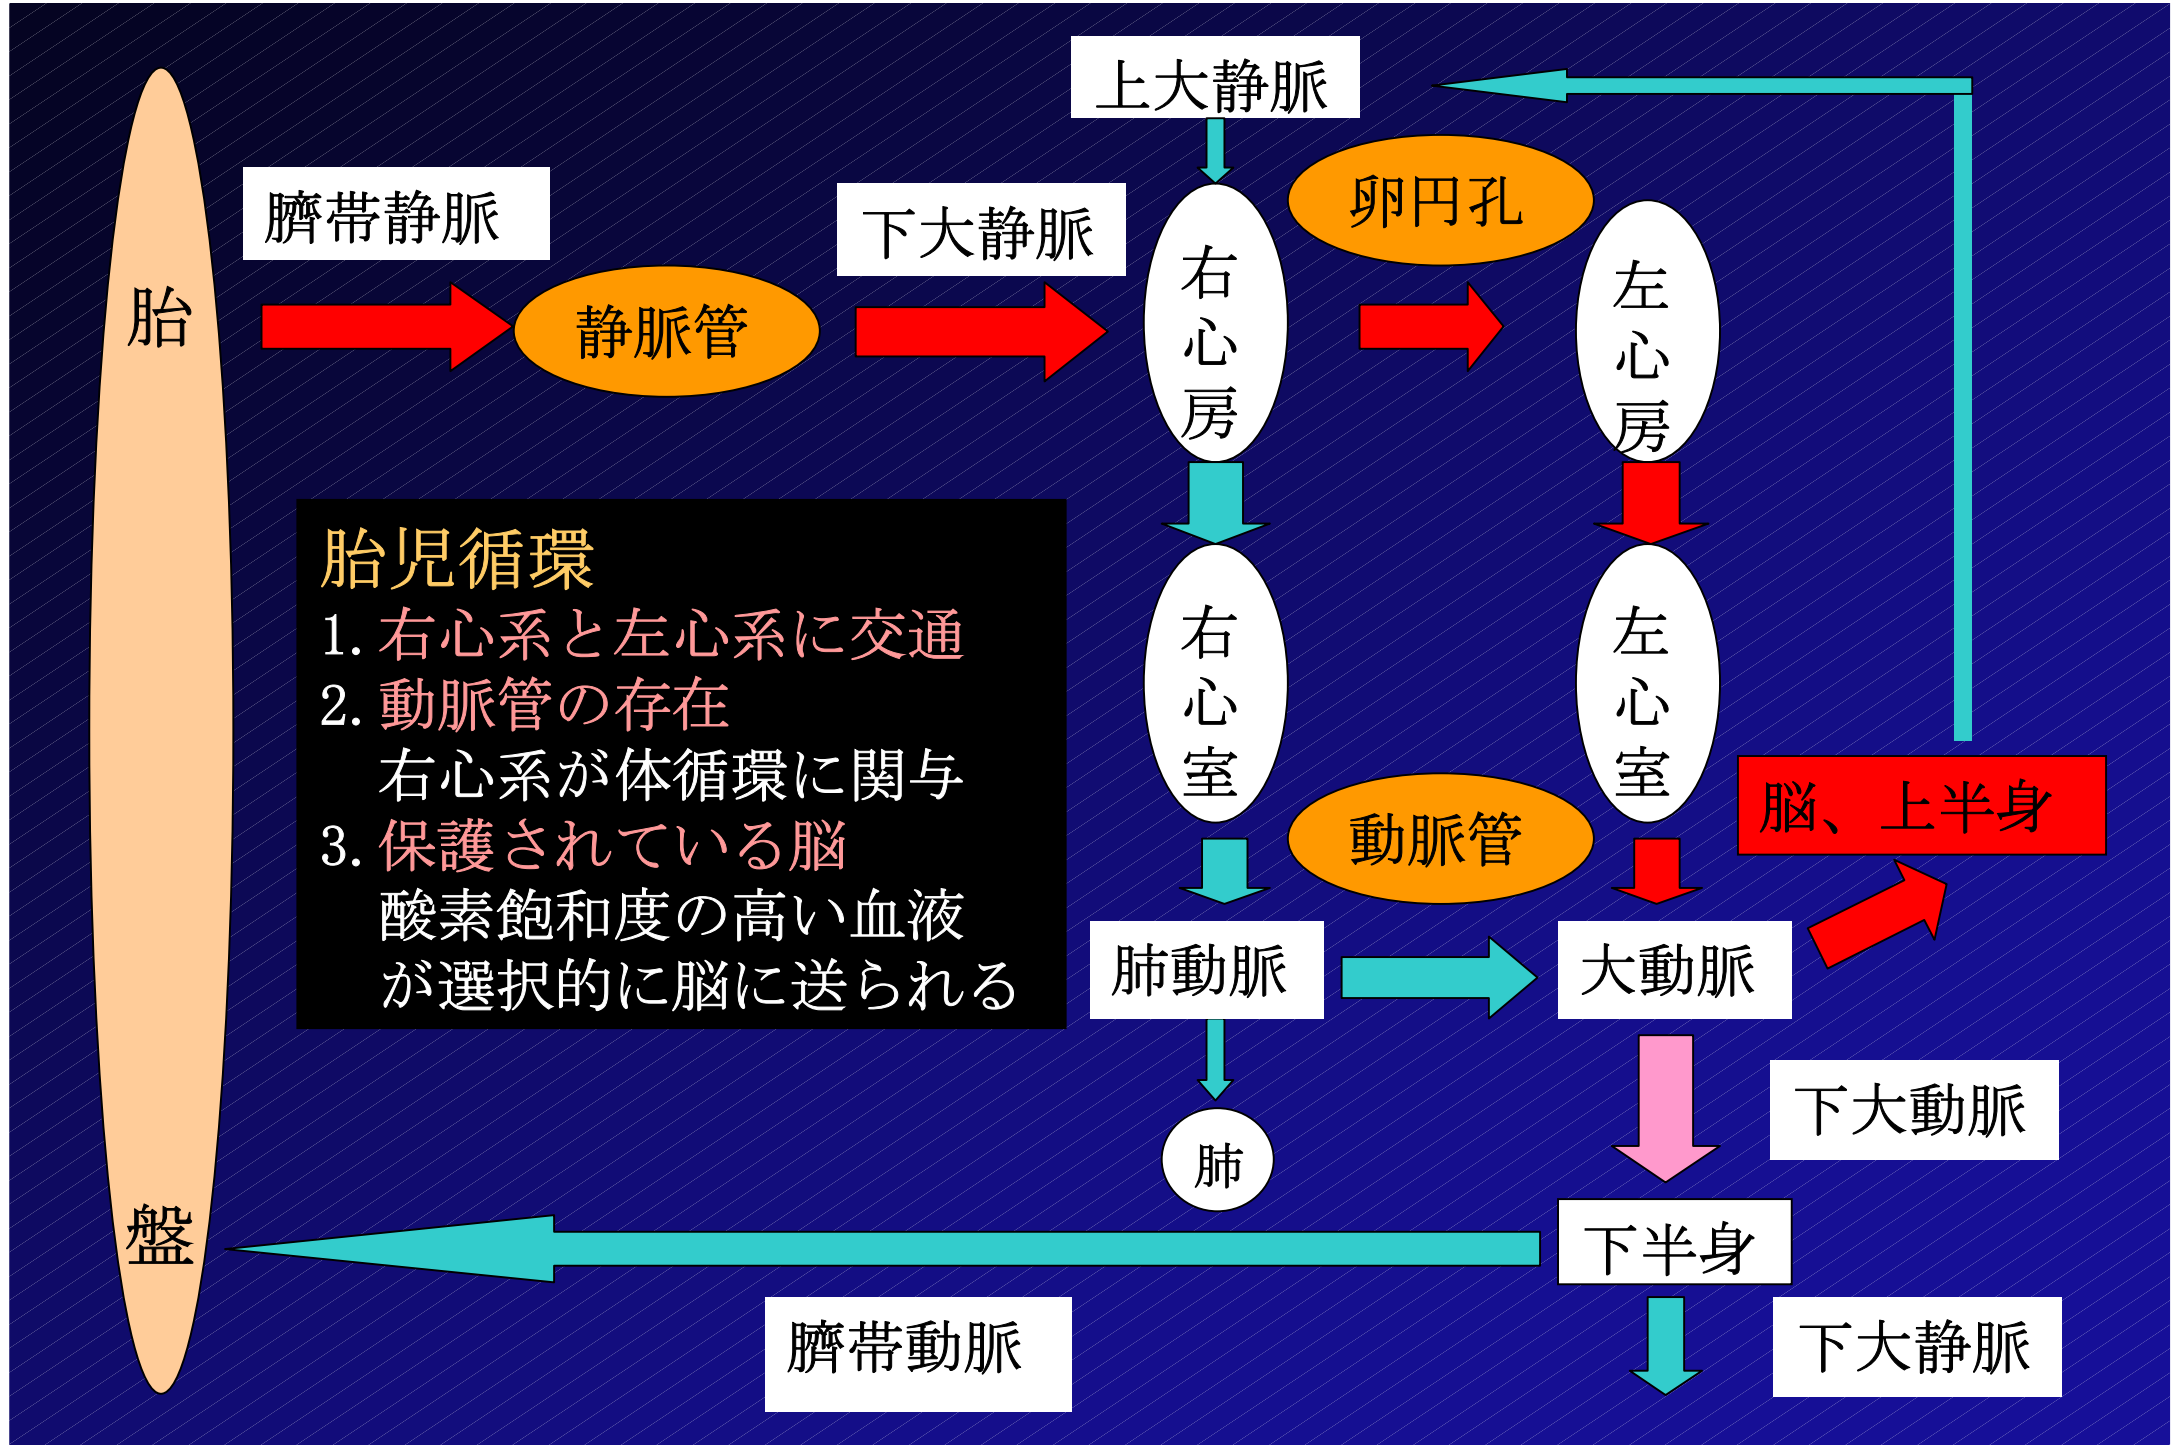 上大静脈
臍帯静脈
下大静脈
卵円孔
静脈管
右心房
左心房
胎盤
胎児循環
1. 右心系と左心系に交通
2. 動脈管の存在
右心系が体循環に関与
3. 保護されている脳
酸素飽和度の高い血液
が選択的に脳に送られる
右心室
左心室
脳、上半身
動脈管
肺動脈
大動脈
下大動脈
肺
下半身
臍帯動脈
下大静脈